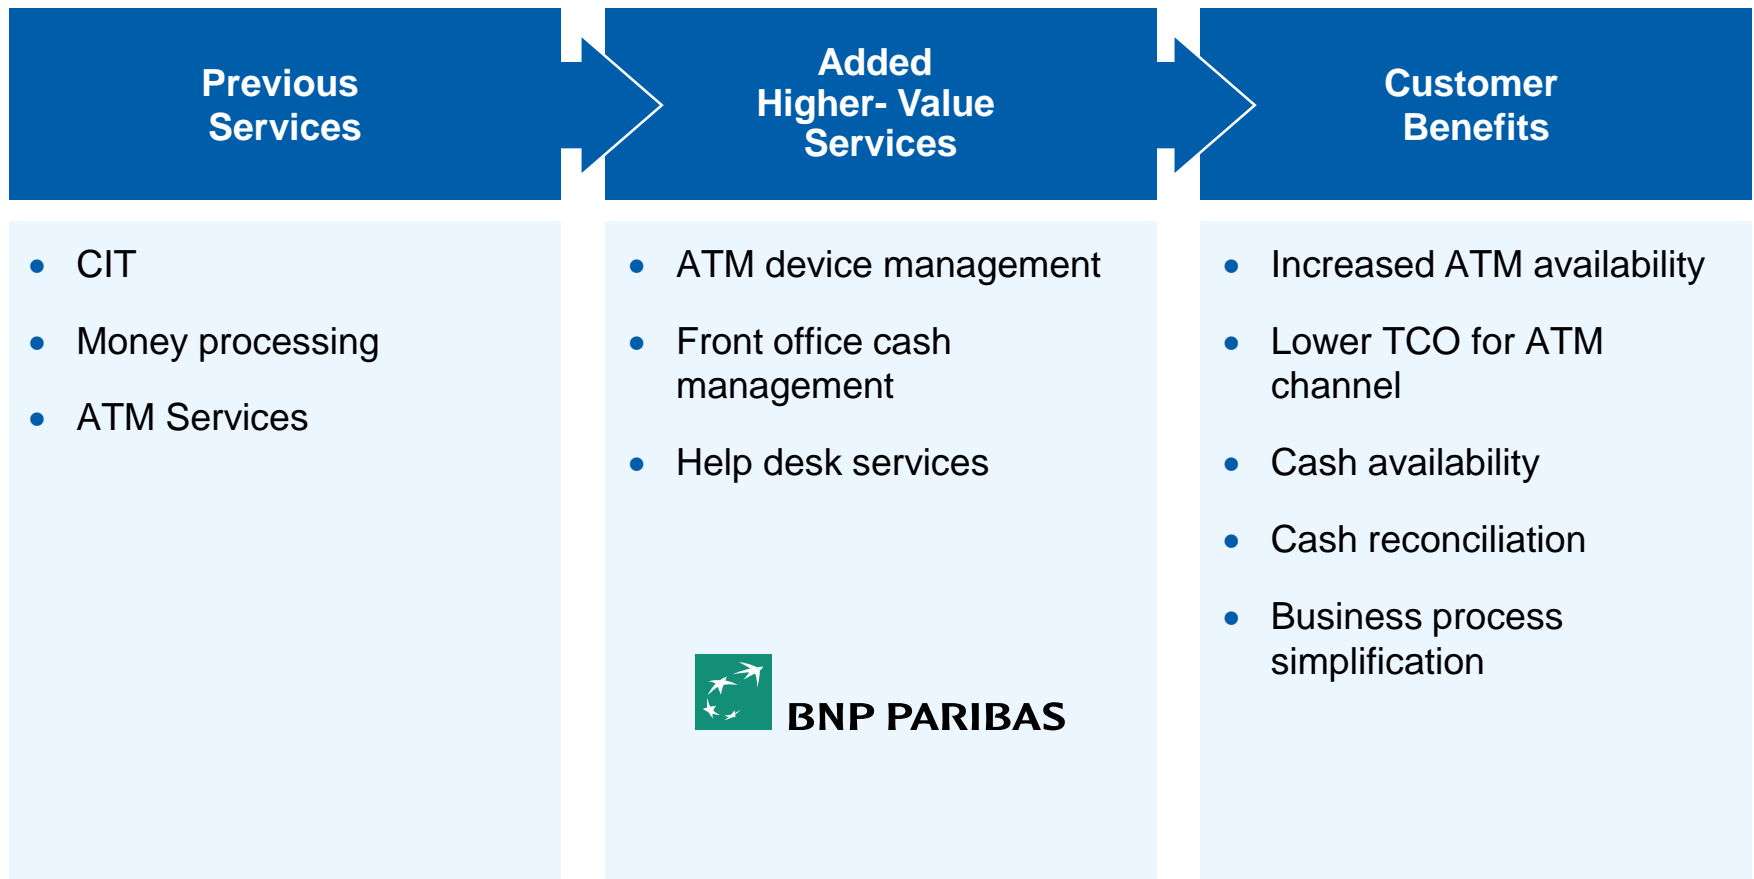 Previous
Services
Added
Higher- Value
Services
Customer
Benefits
• CIT
• Money processing
• ATM Services
• ATM device management
• Front office cash
management
• Help desk services
BNP PARIBAS
• Increased ATM availability
• Lower TCO for ATM
channel
• Cash availability
• Cash reconciliation
• Business process
simplification